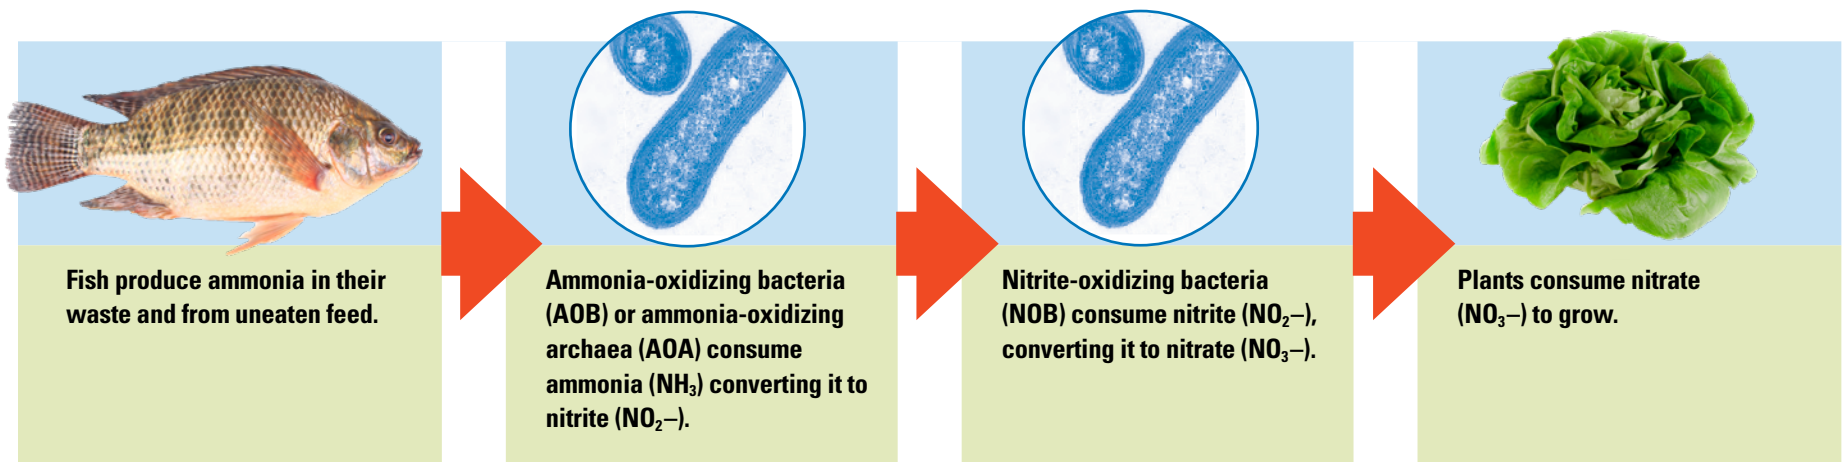 Fish produce ammonia in their
waste and from uneaten feed.
Ammonia-oxidizing bacteria
(AOB) or ammonia-oxidizing
archaea (AOA) consume
ammonia (NH₃) converting it to
nitrite (NO₂–).
Nitrite-oxidizing bacteria
(NOB) consume nitrite (NO₂–),
converting it to nitrate (NO₃–).
Plants consume nitrate
(NO₃–) to grow.